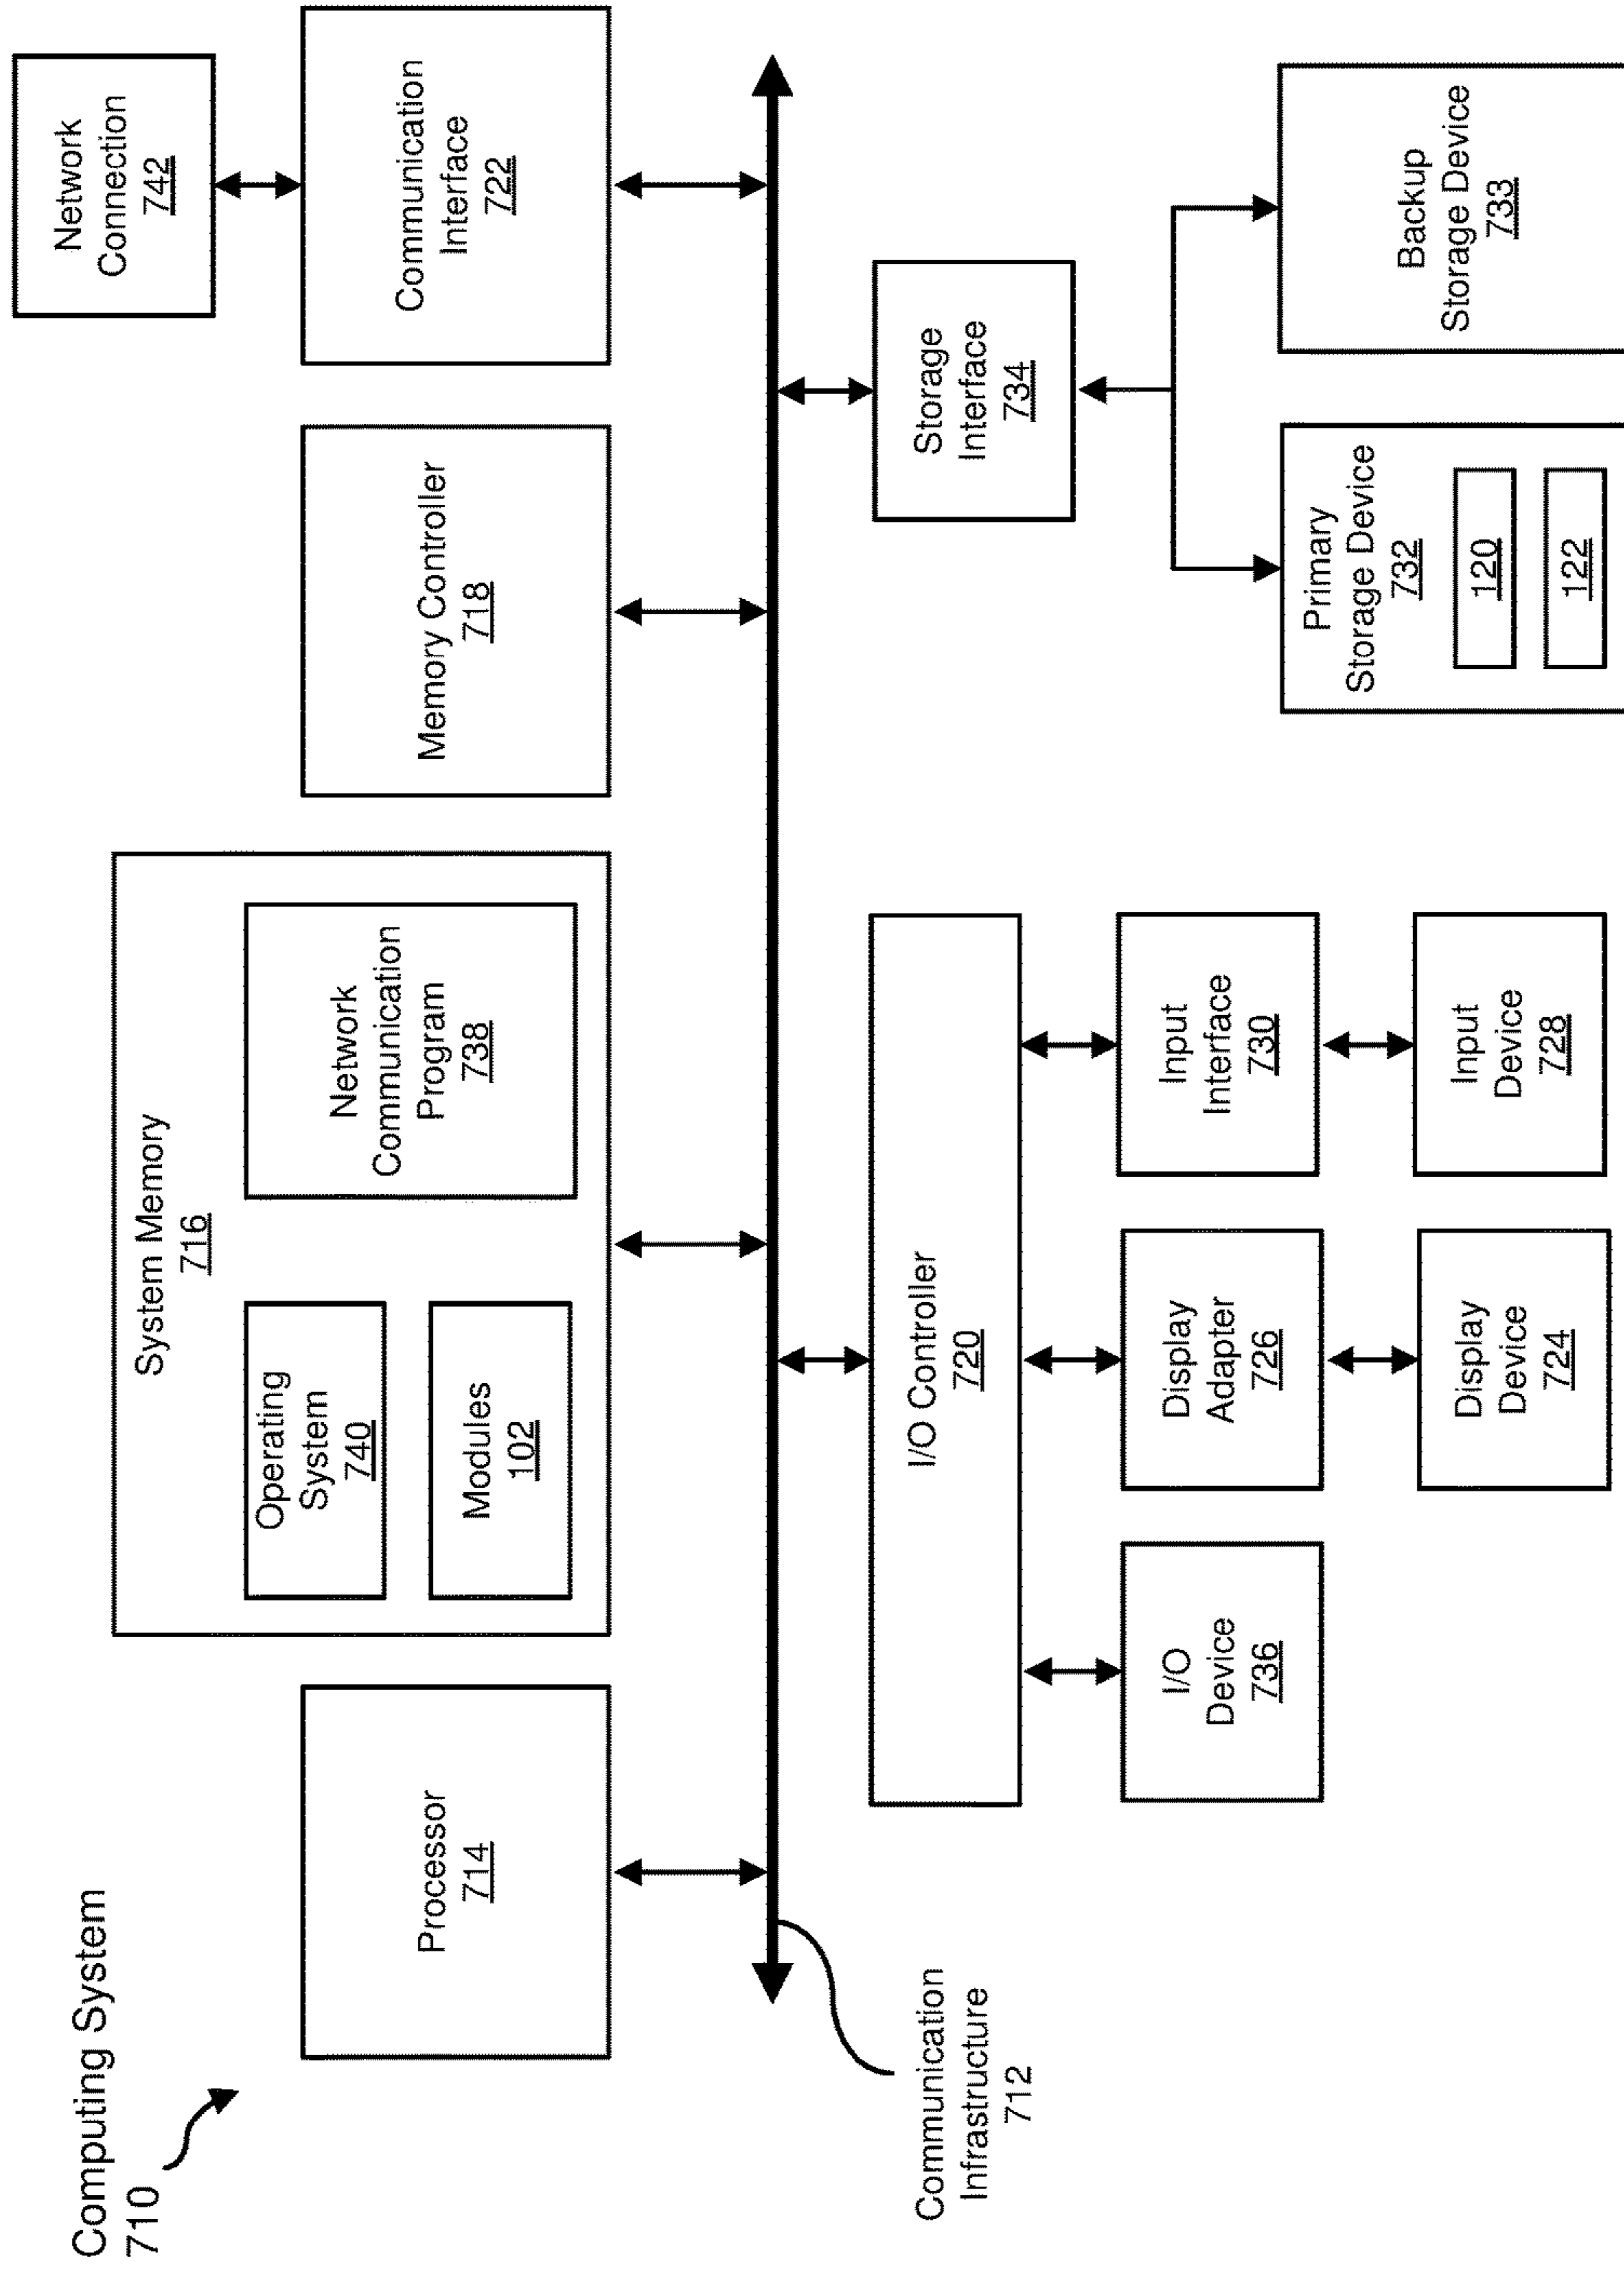 Computing System
710
Processor
714
System Memory
716
Operating
System
740
Modules
102
Network
Communication
Program
738
Memory Controller
718
Network
Connection
742
Communication
Interface
722
Communication
Infrastructure
712
I/O Controller
720
I/O
Device
736
Display
Adapter
726
Input
Interface
730
Display
Device
724
Input
Device
728
Storage
Interface
734
Primary
Storage Device
732
120
122
Backup
Storage Device
733